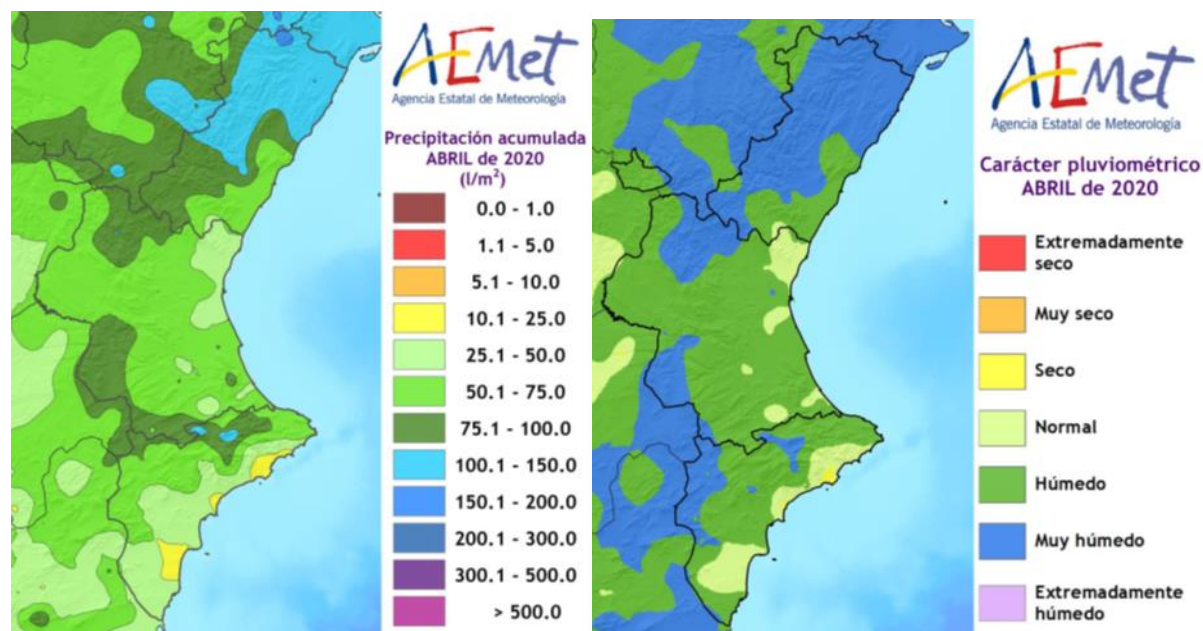 AEmet
Agencia Estatal de Meteorología
Precipitación acumulada
ABRIL de 2020
(l/m²)
0.0 - 1.0
1.1 - 5.0
5.1 - 10.0
10.1 - 25.0
25.1 - 50.0
50.1 - 75.0
75.1 - 100.0
100.1 - 150.0
150.1 - 200.0
200.1 - 300.0
300.1 - 500.0
> 500.0
AEmet
Agencia Estatal de Meteorología
Carácter pluviométrico
ABRIL de 2020
Extremadamente
seco
Muy seco
Seco
Normal
Húmedo
Muy húmedo
Extremadamente
húmedo